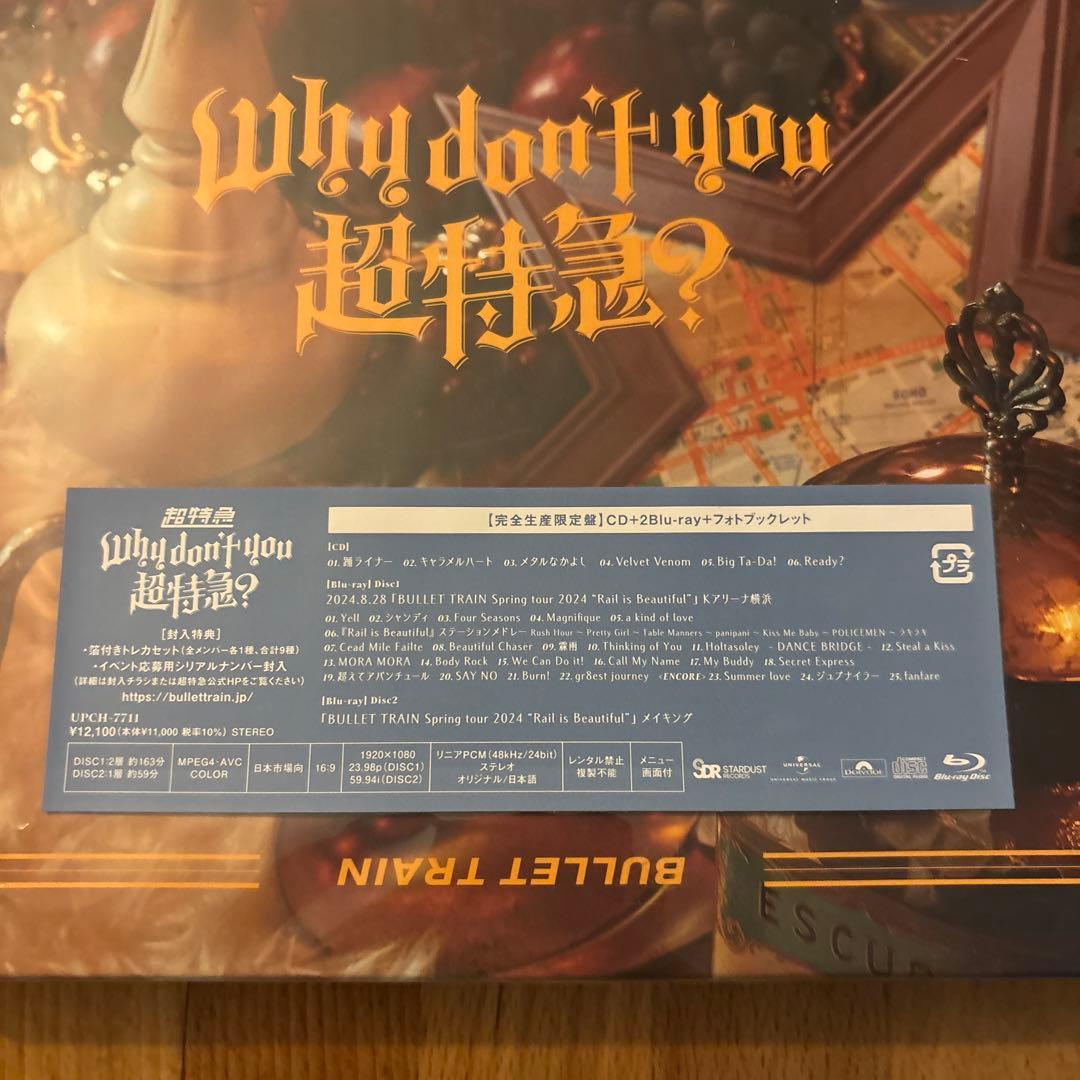 Why don't you
超特急?
超特急
Why don't you
超特急?
[封入特典]
・箔付きトレカセット(全メンバー各1種、合計9種)
・イベント応募用シリアルナンバー封入
(詳細は封入チラシまたは超特急公式HPをご覧ください)
https://bullettrain.jp/
UPCH-7711
¥12,100(本体¥11,000 税率10%) STEREO
【完全生産限定盤】CD+2Blu-ray+フォトブックレット
プラ
[CD]
01. 踊ライナー 02. キャラメルハート 03. メタルなかよし 04. Velvet Venom 05. Big Ta-Da! 06. Ready?
[Blu-ray] Disc1
2024.8.28「BULLET TRAIN Spring tour 2024 “Rail is Beautiful”」Kアリーナ横浜
01. Yell 02. シャンディ 03. Four Seasons 04. Magnifique 05. a kind of love
06.『Rail is Beautiful』ステーションメドレー Rush Hour ~ Pretty Girl ~ Table Manners ~ panipani ~ Kiss Me Baby ~ POLICEMEN ~ ラキラキ
07. Cead Mile Failte 08. Beautiful Chaser 09. 霖雨 10. Thinking of You 11. Holtasoley - DANCE BRIDGE - 12. Steal a Kiss
13. MORA MORA 14. Body Rock 15. We Can Do it! 16. Call My Name 17. My Buddy 18. Secret Express
19. 超えてアバンチュール 20. SAY NO 21. Burn! 22. gr8est journey <ENCORE> 23. Summer love 24. ジュブナイラー 25. fanfare
[Blu-ray] Disc2
「BULLET TRAIN Spring tour 2024 “Rail is Beautiful”」メイキング
DISC1:2層 約163分
DISC2:1層 約59分
MPEG4-AVC
COLOR
日本市場向
16:9
1920×1080
23.98p(DISC1)
59.94i(DISC2)
リニアPCM(48kHz/24bit)
ステレオ
オリジナル/日本語
レンタル禁止
複製不能
メニュー
画面付
SDR STARDUST
RECORDS
UNIVERSAL
UNIVERSAL MUSIC GROUP
Polydor
COMPACT
disc
DIGITAL AUDIO
Blu-ray Disc
BULLET TRAIN
SOHO